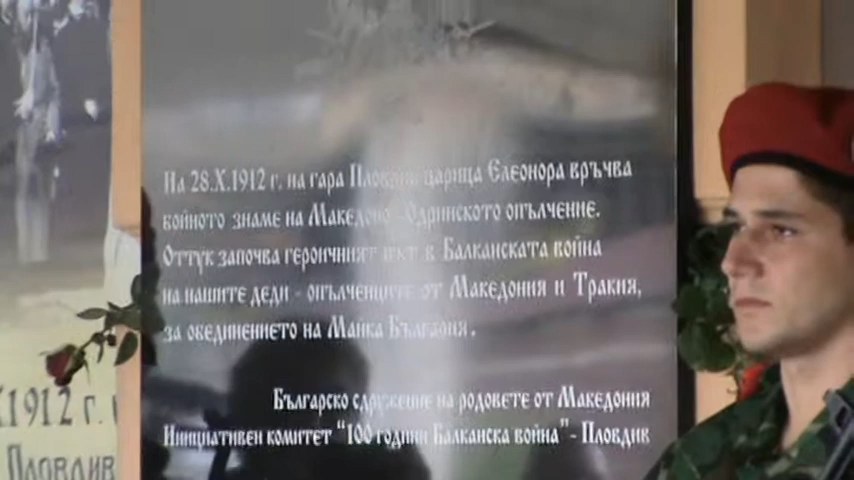 На 28.X.1912 г. на гара Пловдив царица Елеонора връчва
бойното знаме на Македоно-Одринското опълчение.
Оттук започва героичният път в Балканската война
на нашите деди - опълченците от Македония и Тракия,
за обединението на Майка България.
Българско сдружение на родовете от Македония
Инициативен комитет "100 години Балканска война" - Пловдив
X.1912 г.
Пловдив